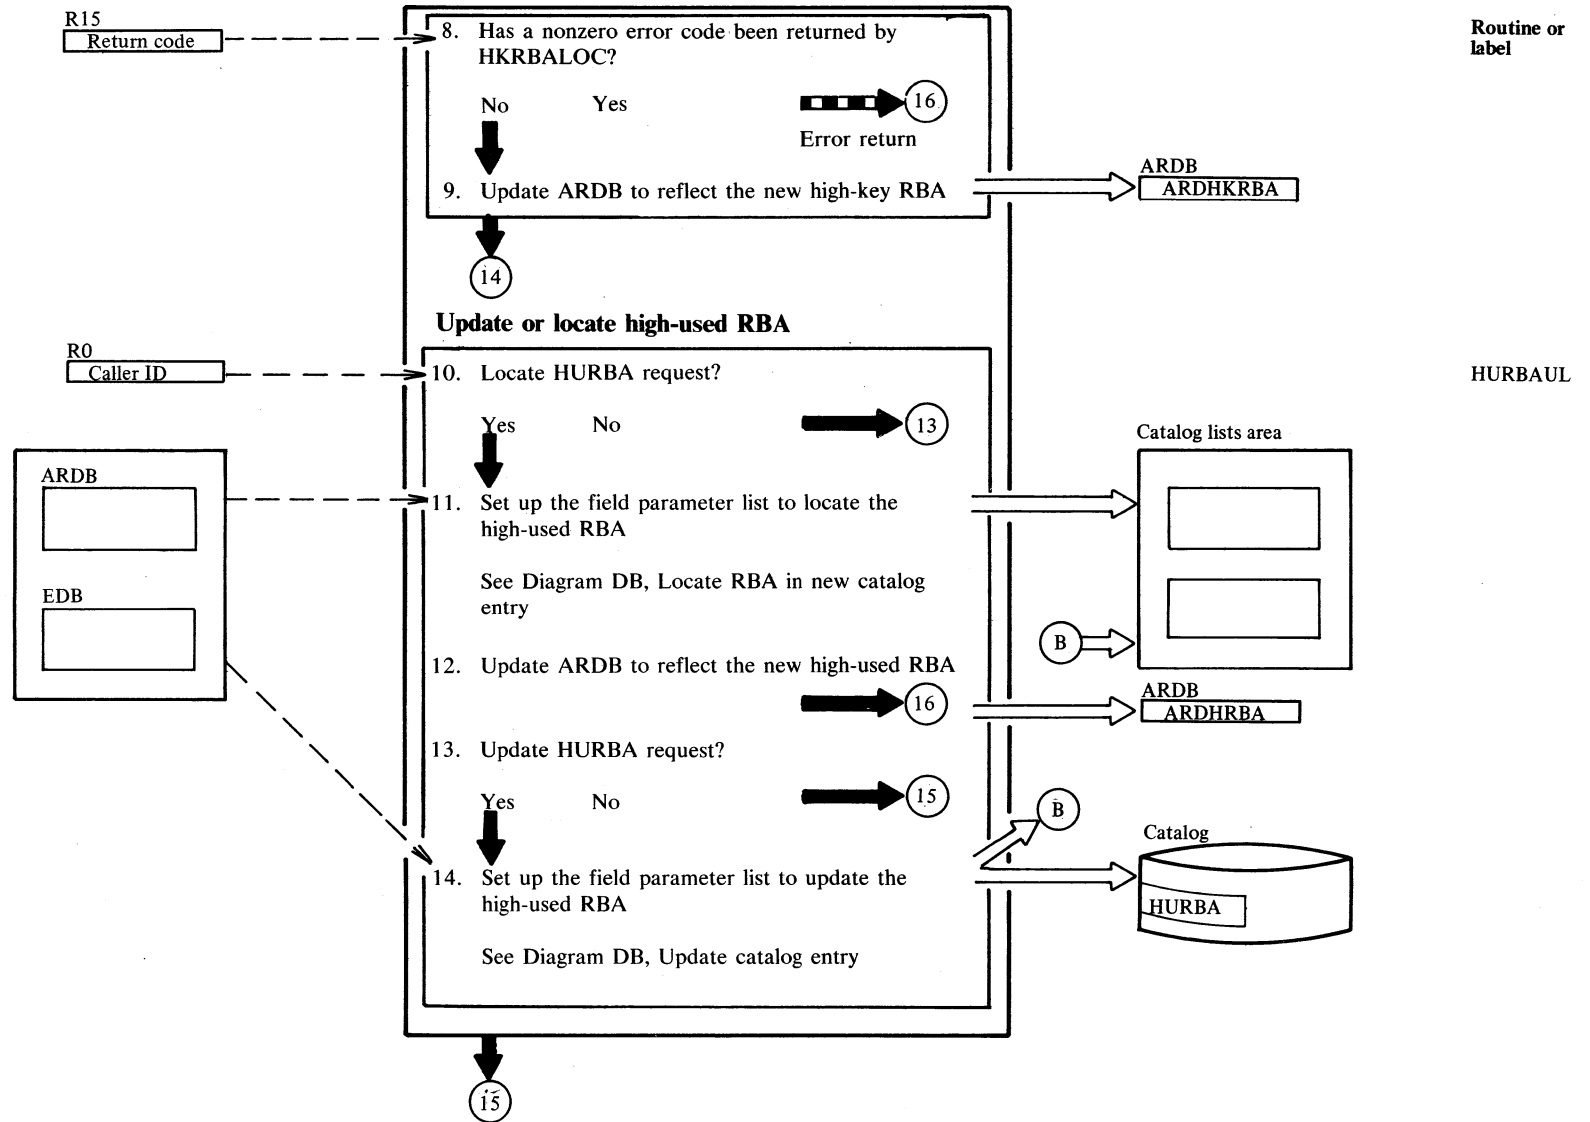 R15
Return code
8. Has a nonzero error code been returned by
HKRBALOC?
Routine or
label
No Yes
16
Error return
9. Update ARDB to reflect the new high-key RBA
ARDB
ARDHKRBA
14
Update or locate high-used RBA
R0
Caller ID
10. Locate HURBA request?
HURBAUL
Yes No
13
Catalog lists area
ARDB
11. Set up the field parameter list to locate the
high-used RBA
See Diagram DB, Locate RBA in new catalog
entry
EDB
B
12. Update ARDB to reflect the new high-used RBA
16
ARDB
ARDHRBA
13. Update HURBA request?
Yes No
15
B
Catalog
14. Set up the field parameter list to update the
high-used RBA
HURBA
See Diagram DB, Update catalog entry
15